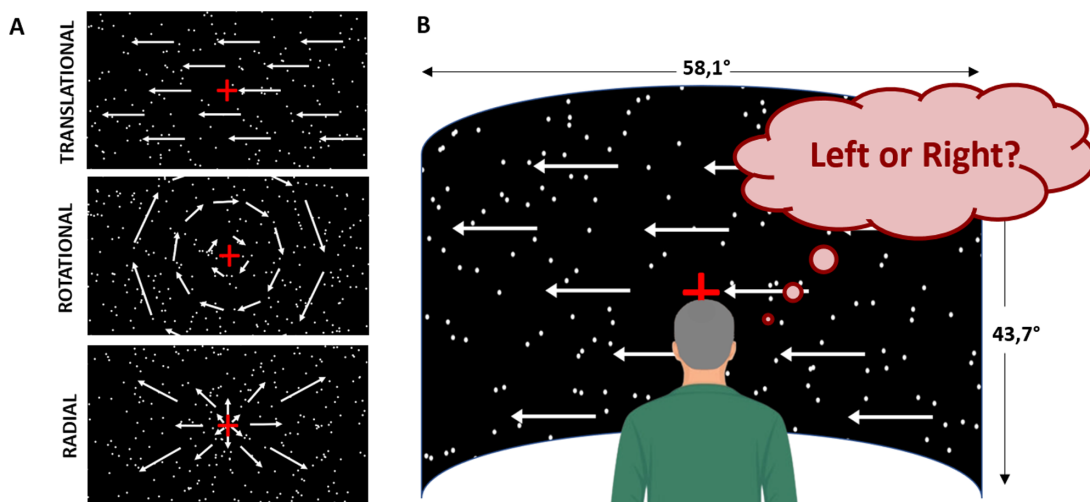 A
TRANSLATIONAL
ROTATIONAL
RADIAL
B
58,1°
Left or Right?
43,7°